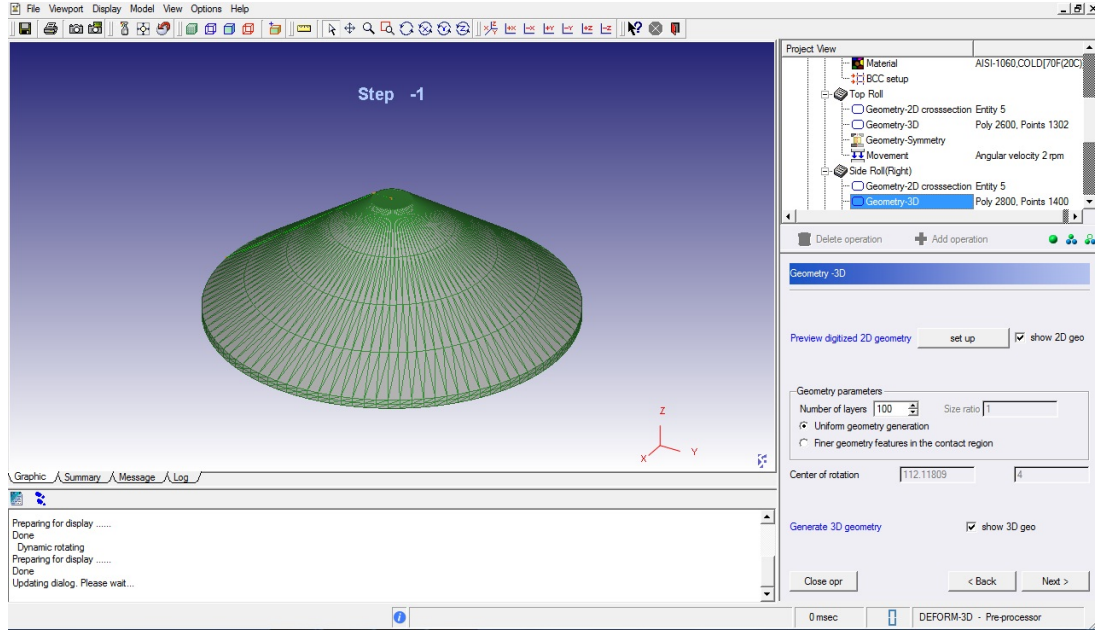 File Viewport Display Model View Options Help
Step -1
Z
X
Y
Graphic Summary Message Log
Preparing for display ......
Done
Dynamic rotating
Preparing for display ......
Done
Updating dialog. Please wait...
Project View
Material AISI-1060,COLD[70F(20C)
BCC setup
Top Roll
Geometry-2D crosssection Entity 5
Geometry-3D Poly 2600, Points 1302
Geometry-Symmetry
Movement Angular velocity 2 rpm
Side Roll(Right)
Geometry-2D crosssection Entity 5
Geometry-3D Poly 2800, Points 1400
Delete operation Add operation
Geometry -3D
Preview digitized 2D geometry set up show 2D geo
Geometry parameters
Number of layers 100 Size ratio 1
Uniform geometry generation
Finer geometry features in the contact region
Center of rotation 112.11809 4
Generate 3D geometry show 3D geo
Close opr < Back Next >
0 msec DEFORM-3D - Pre-processor